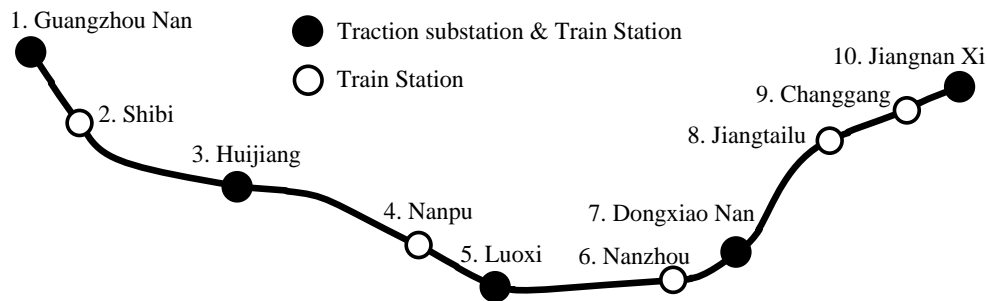 1. Guangzhou Nan
Traction substation & Train Station
Train Station
10. Jiangnan Xi
9. Changgang
2. Shibi
8. Jiangtailu
3. Huijiang
4. Nanpu
7. Dongxiao Nan
5. Luoxi
6. Nanzhou